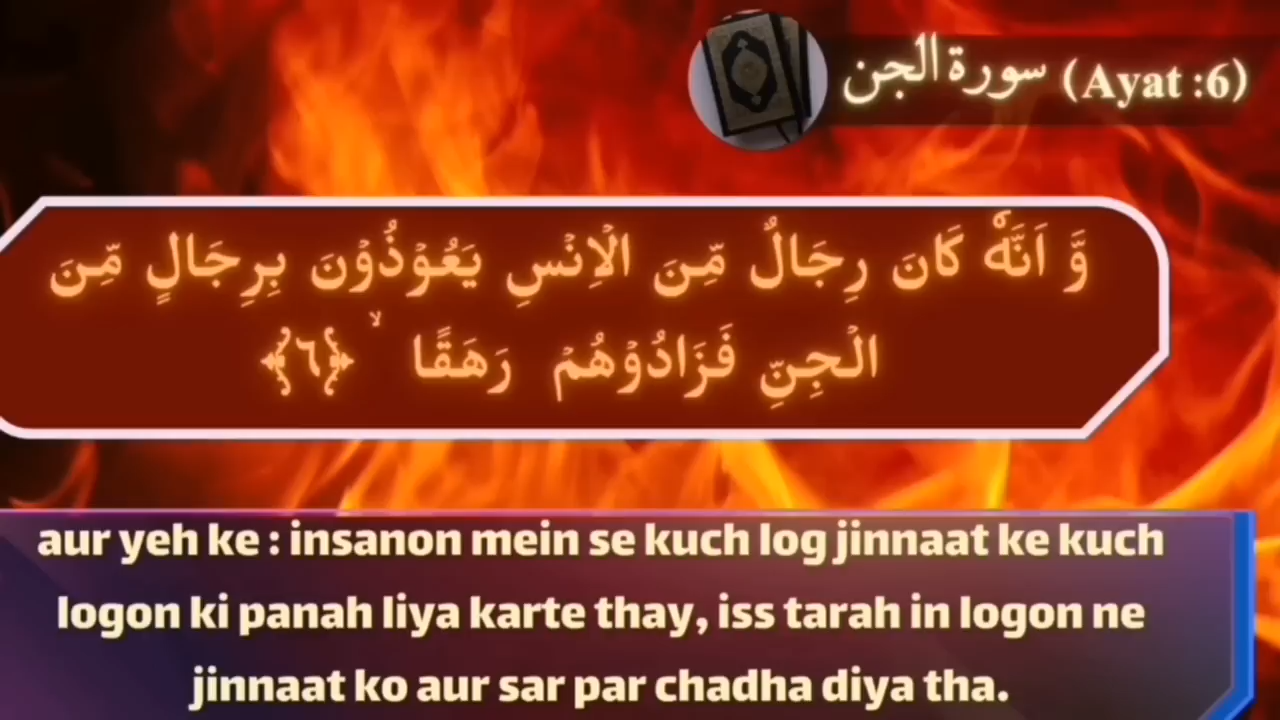 سورة الجن (Ayat :6)
وَّ اَنَّهٗ كَانَ رِجَالٌ مِّنَ الْاِنْسِ یَعُوْذُوْنَ بِرِجَالٍ مِّنَ
الْجِنِّ فَزَادُوْهُمْ رَهَقًا ۙ ﴿٦﴾
aur yeh ke : insanon mein se kuch log jinnaat ke kuch
logon ki panah liya karte thay, iss tarah in logon ne
jinnaat ko aur sar par chadha diya tha.